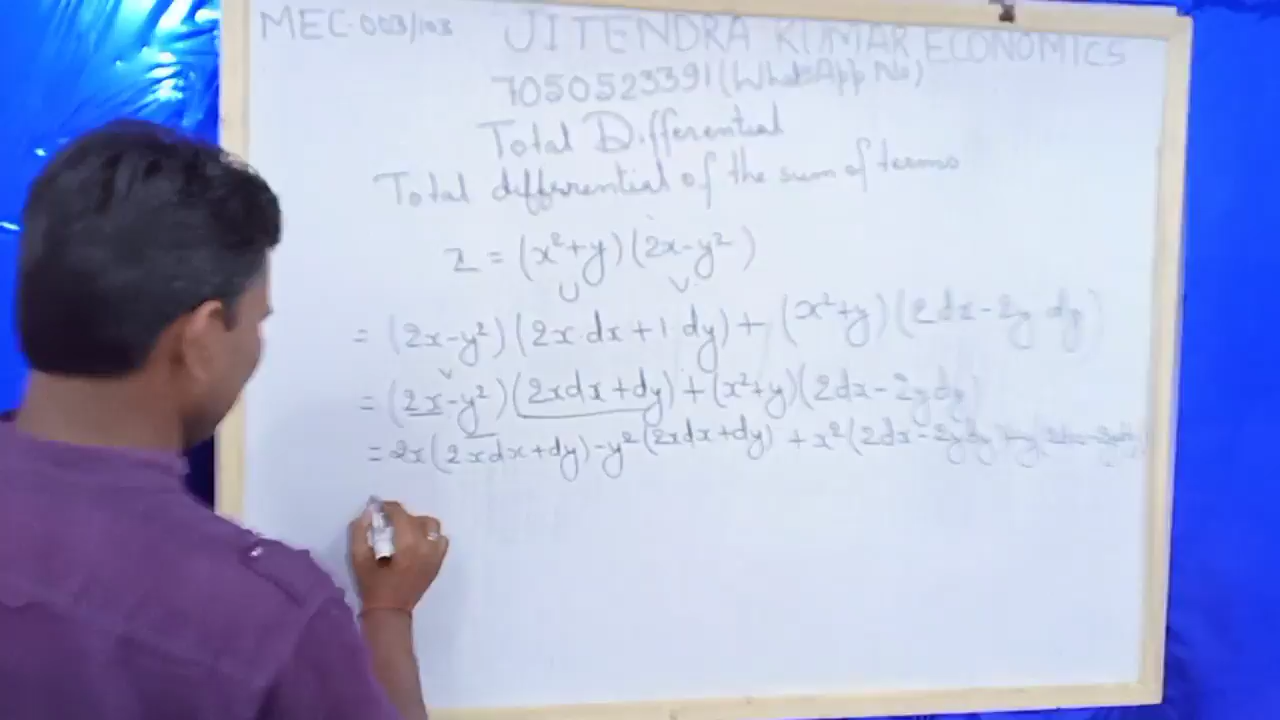 MEC-003/103 JITENDRA KUMAR ECONOMICS
7050523391 (WhatsApp No)
Total Differential
Total differential of the sum of terms
z = (x²+y)(2x-y²)
U V
= (2x-y²)(2x.dx+1 dy)+(x²+y)(2dx-2y dy)
v
= (2x-y²)(2xdx+dy)+(x²+y)(2dx-2ydy)
=2x(2xdx+dy)-y²(2xdx+dy) +x²(2dx-2ydy)+y(2dx-2ydy)